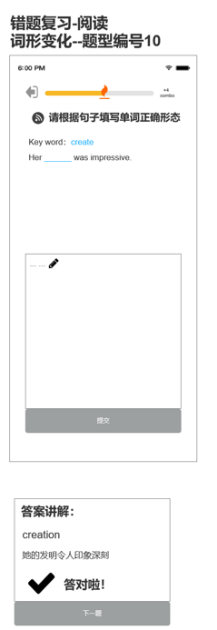 错题复习-阅读
词形变化--题型编号10
6:00 PM
+4
combo
请根据句子填写单词正确形态
Key word: create
Her ______ was impressive.
... ...
提交
答案讲解：
creation
她的发明令人印象深刻
答对啦！
下一题